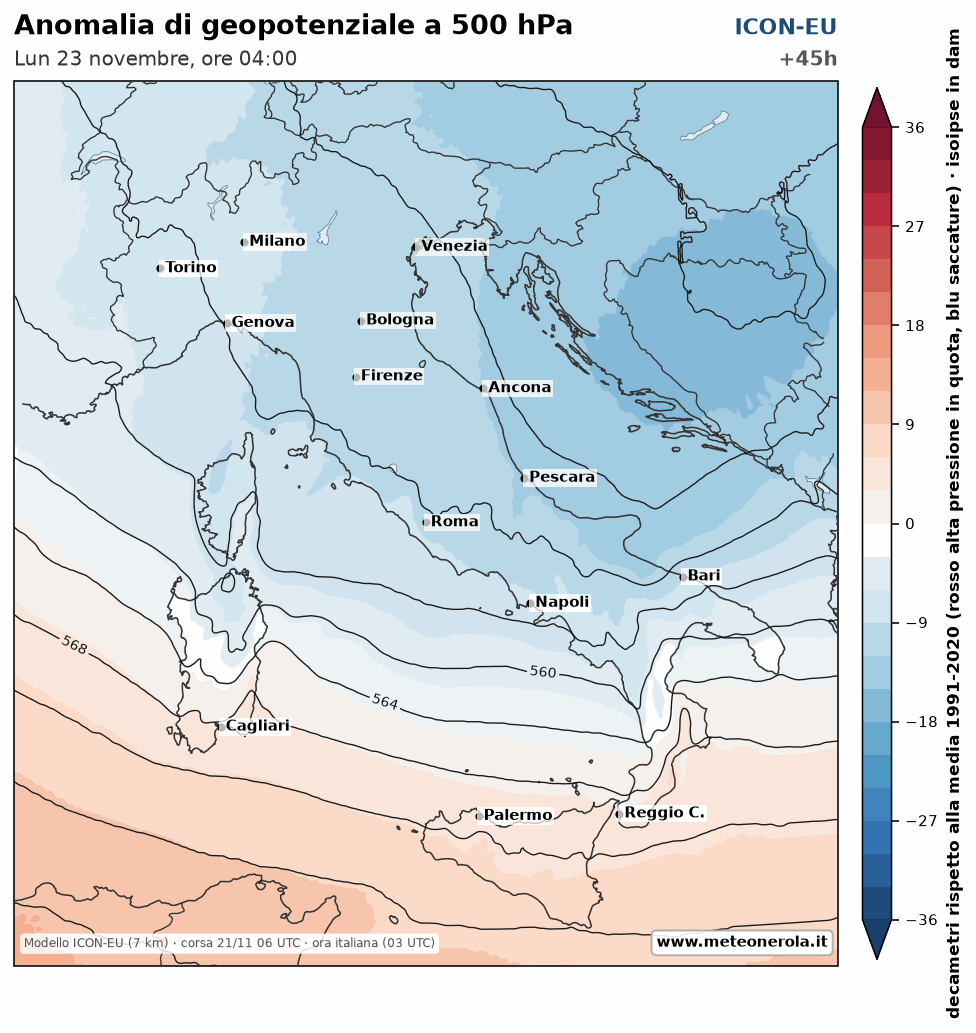 Anomalia di geopotenziale a 500 hPa
ICON-EU
Lun 23 novembre, ore 04:00
+45h
Milano
Venezia
Torino
Genova
Bologna
Firenze
Ancona
Pescara
Roma
Bari
Napoli
568
560
564
Cagliari
Palermo
Reggio C.
Modello ICON-EU (7 km) · corsa 21/11 06 UTC · ora italiana (03 UTC)
www.meteonerola.it
36
27
18
9
0
−9
−18
−27
−36
decametri rispetto alla media 1991-2020 (rosso alta pressione in quota, blu saccature) · isoipse in dam